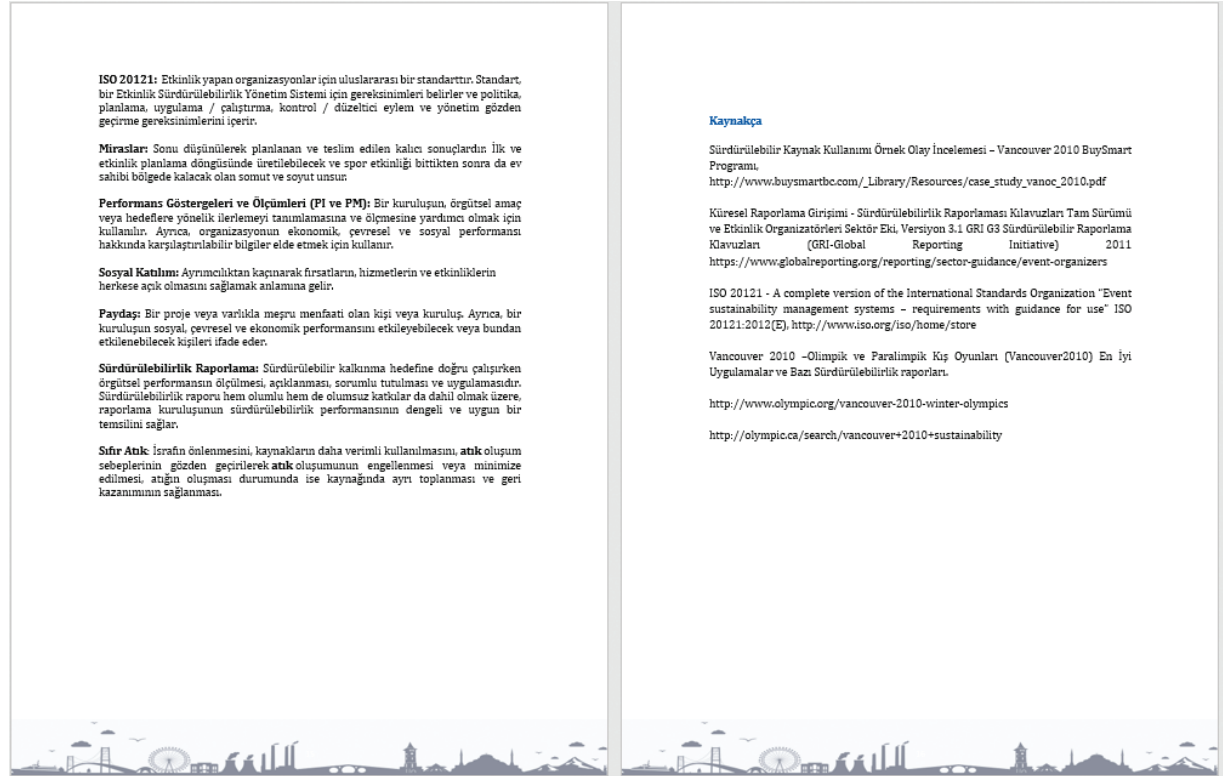 ISO 20121: Etkinlik yapan organizasyonlar için uluslararası bir standarttır. Standart,
bir Etkinlik Sürdürülebilirlik Yönetim Sistemi için gereksinimleri belirler ve politika,
planlama, uygulama / çalıştırma, kontrol / düzeltici eylem ve yönetim gözden
geçirme gereksinimlerini içerir.
Miraslar: Sonu düşünülerek planlanan ve teslim edilen kalıcı sonuçlardır. İlk ve
etkinlik planlama döngüsünde üretilebilecek ve spor etkinliği bittikten sonra da ev
sahibi bölgede kalacak olan somut ve soyut unsur.
Performans Göstergeleri ve Ölçümleri (PI ve PM): Bir kuruluşun, örgütsel amaç
veya hedeflere yönelik ilerlemeyi tanımlamasına ve ölçmesine yardımcı olmak için
kullanılır. Ayrıca, organizasyonun ekonomik, çevresel ve sosyal performansı
hakkında karşılaştırılabilir bilgiler elde etmek için kullanır.
Sosyal Katılım: Ayrımcılıktan kaçınarak fırsatların, hizmetlerin ve etkinliklerin
herkese açık olmasını sağlamak anlamına gelir.
Paydaş: Bir proje veya varlıkla meşru menfaati olan kişi veya kuruluş. Ayrıca, bir
kuruluşun sosyal, çevresel ve ekonomik performansını etkileyebilecek veya bundan
etkilenebilecek kişileri ifade eder.
Sürdürülebilirlik Raporlama: Sürdürülebilir kalkınma hedefine doğru çalışırken
örgütsel performansın ölçülmesi, açıklanması, sorumlu tutulması ve uygulamasıdır.
Sürdürülebilirlik raporu hem olumlu hem de olumsuz katkılar da dahil olmak üzere,
raporlama kuruluşunun sürdürülebilirlik performansının dengeli ve uygun bir
temsilini sağlar.
Sıfır Atık: İsrafin önlenmesini, kaynakların daha verimli kullanılmasını, atık oluşum
sebeplerinin gözden geçirilerek atık oluşumunun engellenmesi veya minimize
edilmesi, atığın oluşması durumunda ise kaynağında ayrı toplanması ve geri
kazanımının sağlanması.
Kaynakça
Sürdürülebilir Kaynak Kullanımı Örnek Olay İncelemesi – Vancouver 2010 BuySmart
Programı,
http://www.buysmartbc.com/_Library/Resources/case_study_vanoc_2010.pdf
Küresel Raporlama Girişimi - Sürdürülebilirlik Raporlaması Kılavuzları Tam Sürümü
ve Etkinlik Organizatörleri Sektör Eki, Versiyon 3.1 GRI G3 Sürdürülebilir Raporlama
Klavuzları (GRI-Global Reporting Initiative) 2011
https://www.globalreporting.org/reporting/sector-guidance/event-organizers
ISO 20121 - A complete version of the International Standards Organization “Event
sustainability management systems – requirements with guidance for use” ISO
20121:2012(E), http://www.iso.org/iso/home/store
Vancouver 2010 –Olimpik ve Paralimpik Kış Oyunları (Vancouver2010) En İyi
Uygulamalar ve Bazı Sürdürülebilirlik raporları.
http://www.olympic.org/vancouver-2010-winter-olympics
http://olympic.ca/search/vancouver+2010+sustainability